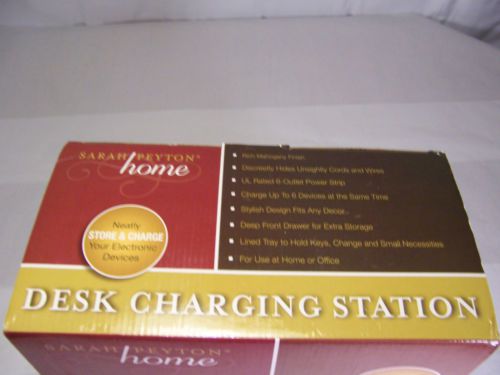 SARAH PEYTON®
home
Neatly
STORE & CHARGE
Your Electronic
Devices
Rich Mahogany Finish
Discreetly Hides Unsightly Cords and Wires
UL Rated 6-Outlet Power Strip
Charge Up To 6 Devices at the Same Time
Stylish Design Fits Any Decor..
Deep Front Drawer for Extra Storage
Lined Tray to Hold Keys, Change and Small Necessities
For Use at Home or Office
DESK CHARGING STATION
SARAH PEYTON®
home